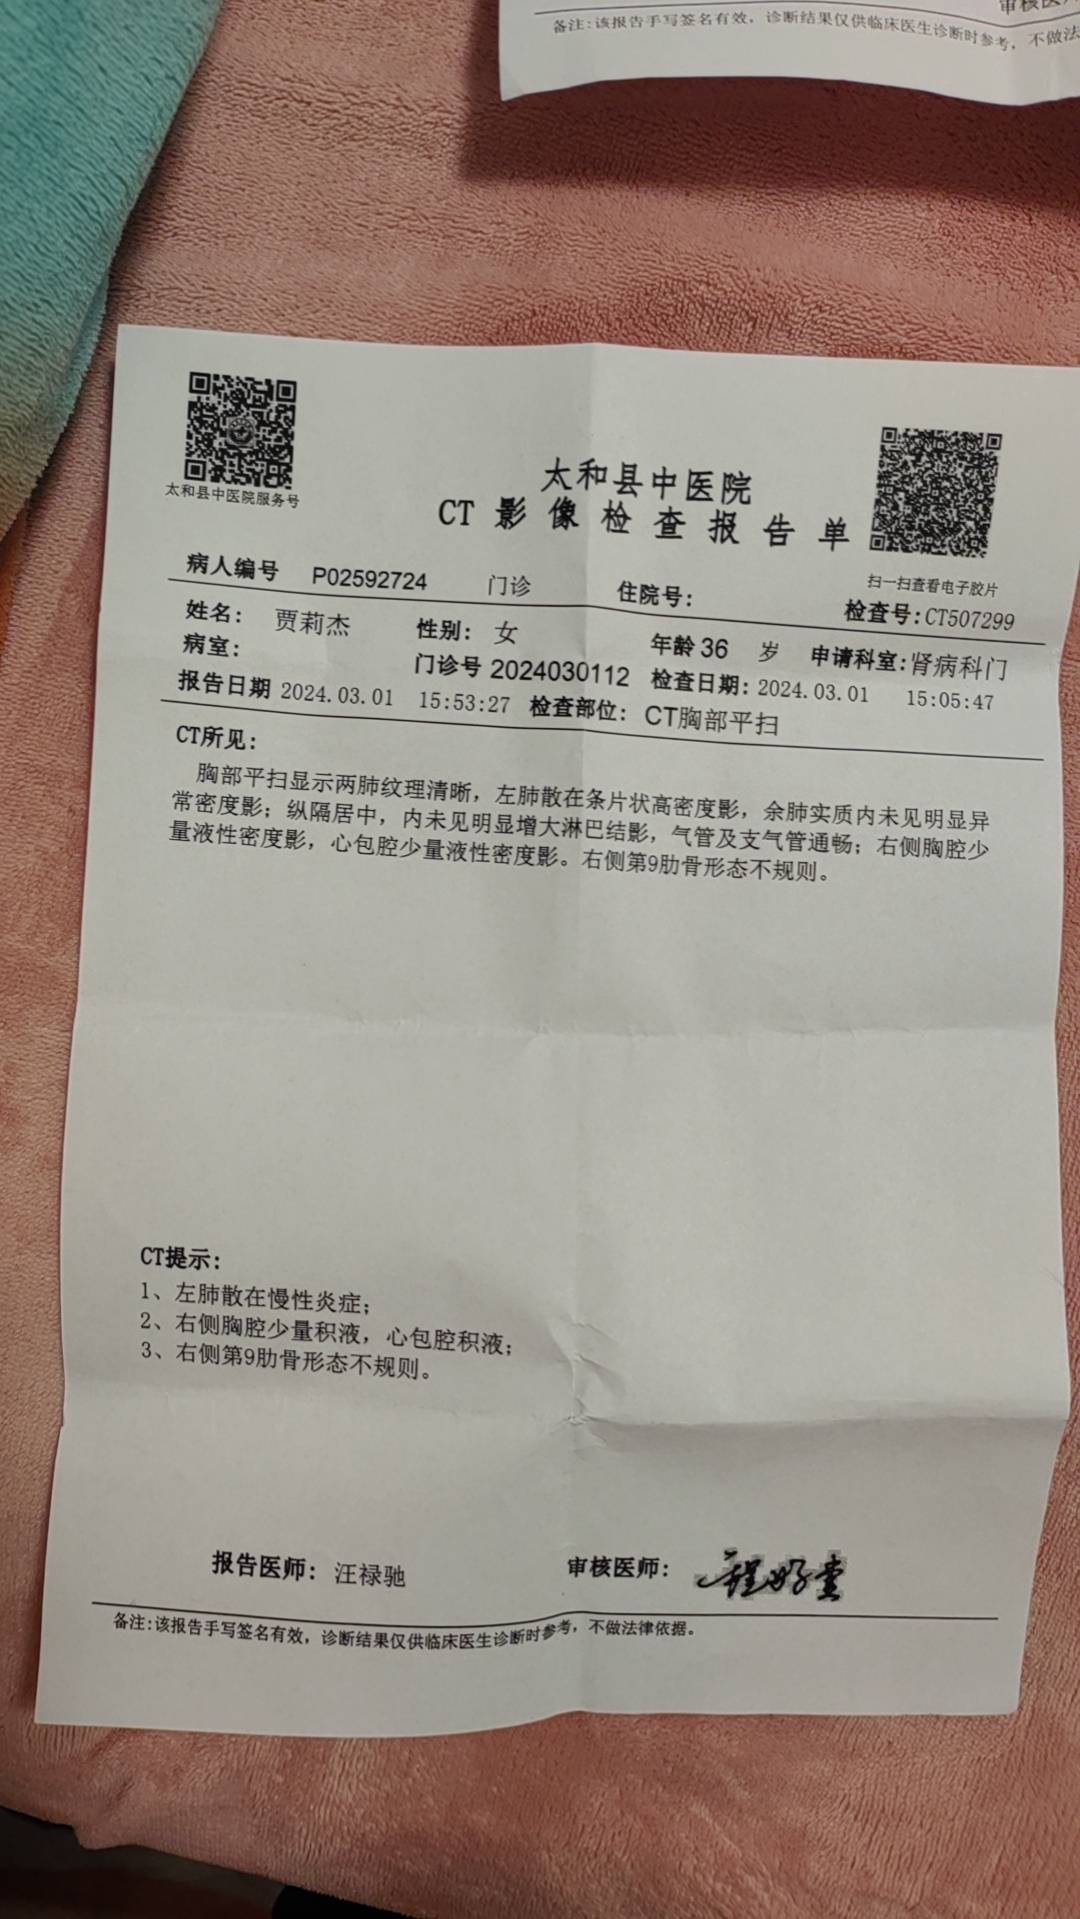 审核医
备注:该报告手写签名有效，诊断结果仅供临床医生诊断时参考，不做法
太和县中医院服务号
太和县中医院
CT影像检查报告单
扫一扫查看电子胶片
病人编号 P02592724 门诊 住院号: 检查号:CT507299
姓名: 贾莉杰 性别: 女 年龄 36 岁 申请科室:肾病科门
病室: 门诊号 2024030112 检查日期: 2024.03.01 15:05:47
报告日期 2024.03.01 15:53:27 检查部位: CT胸部平扫
CT所见:
胸部平扫显示两肺纹理清晰，左肺散在条片状高密度影，余肺实质内未见明显异
常密度影；纵隔居中，内未见明显增大淋巴结影，气管及支气管通畅；右侧胸腔少
量液性密度影，心包腔少量液性密度影。右侧第9肋骨形态不规则。
CT提示:
1、左肺散在慢性炎症；
2、右侧胸腔少量积液，心包腔积液；
3、右侧第9肋骨形态不规则。
报告医师: 汪禄驰 审核医师: 程好堂
备注:该报告手写签名有效，诊断结果仅供临床医生诊断时参考，不做法律依据。